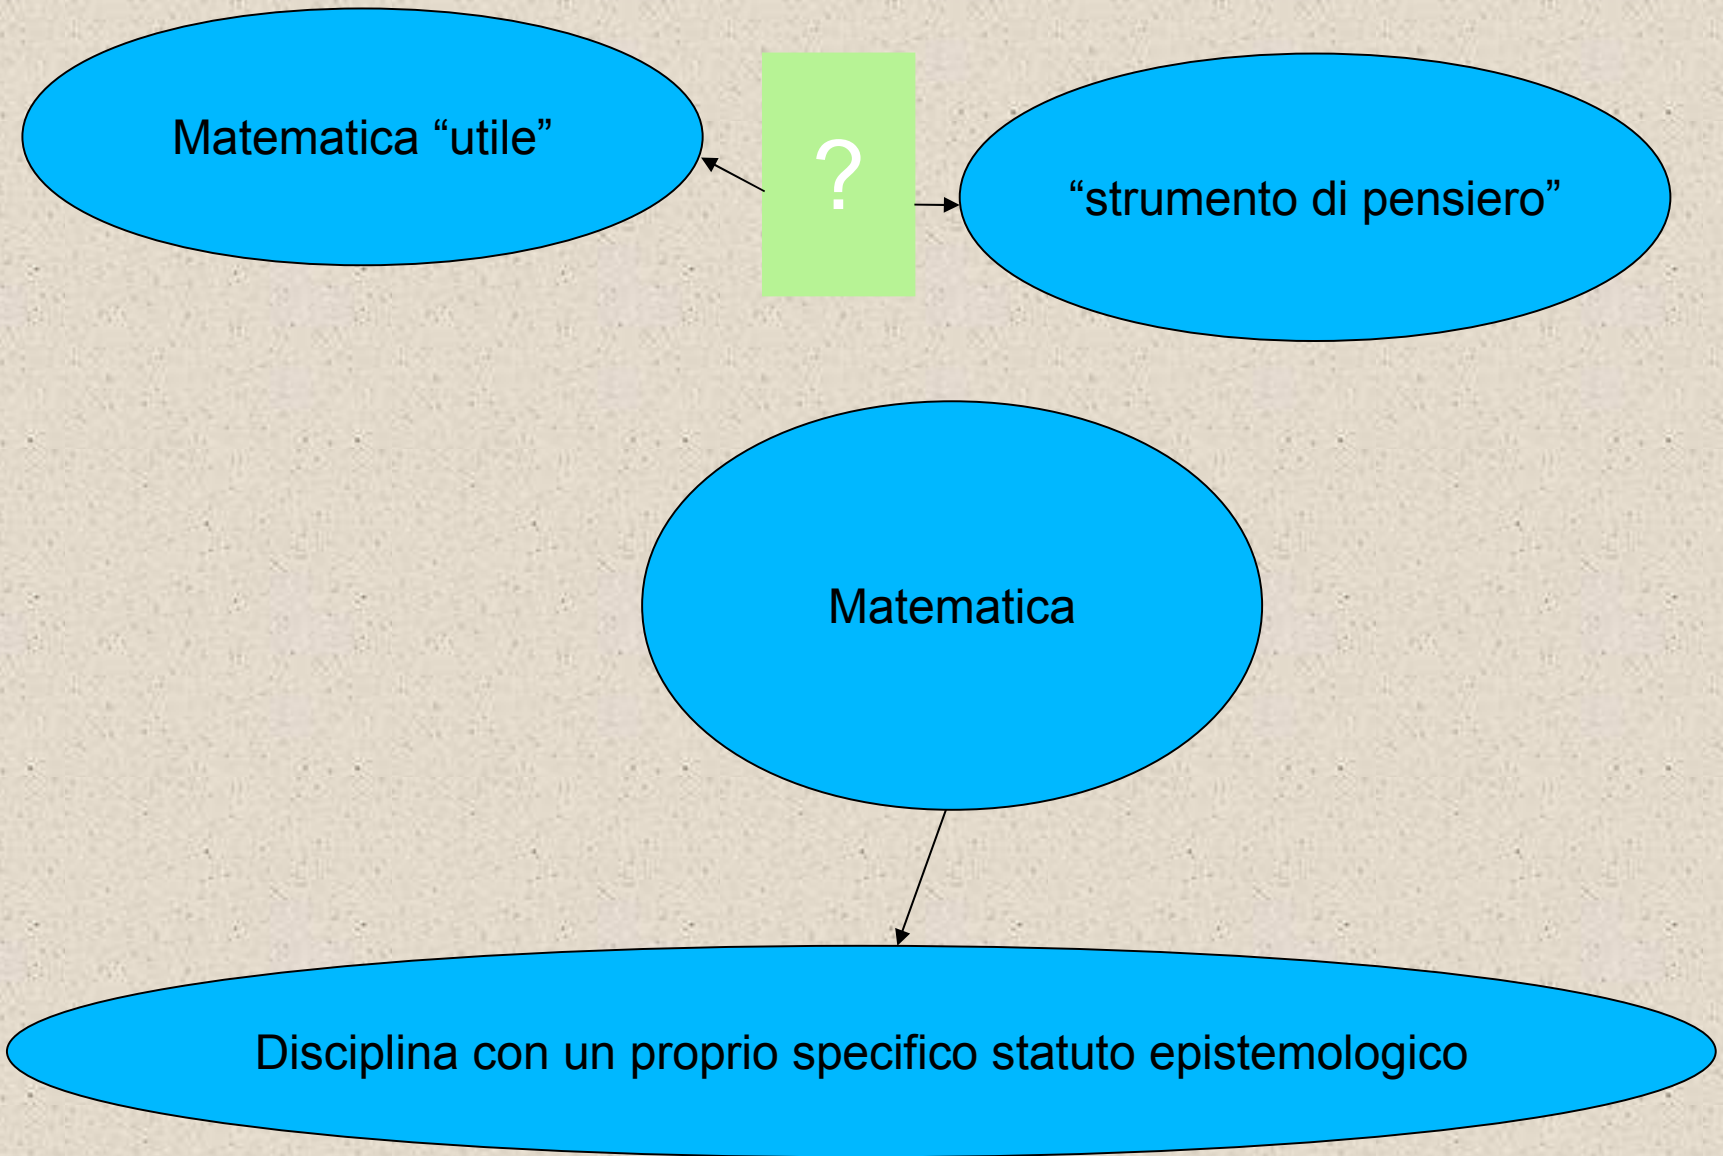 Matematica “utile”
?
“strumento di pensiero”
Matematica
Disciplina con un proprio specifico statuto epistemologico